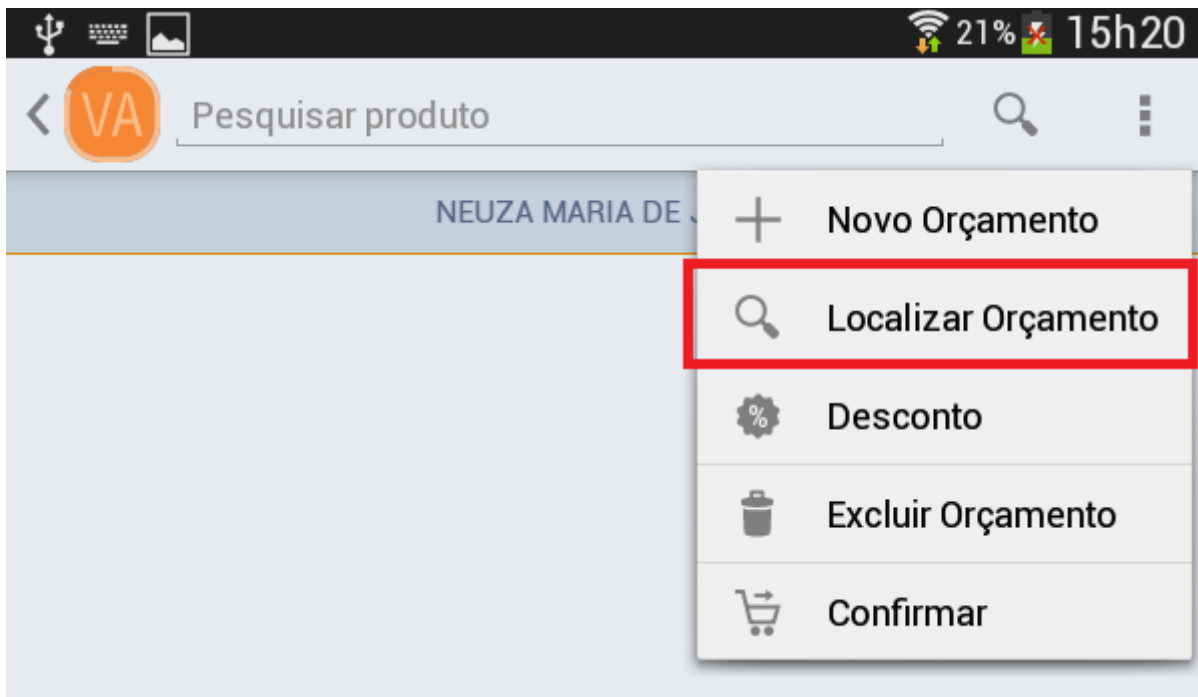 21% 15h20
VA Pesquisar produto
NEUZA MARIA DE
Novo Orçamento
Localizar Orçamento
% Desconto
Excluir Orçamento
Confirmar